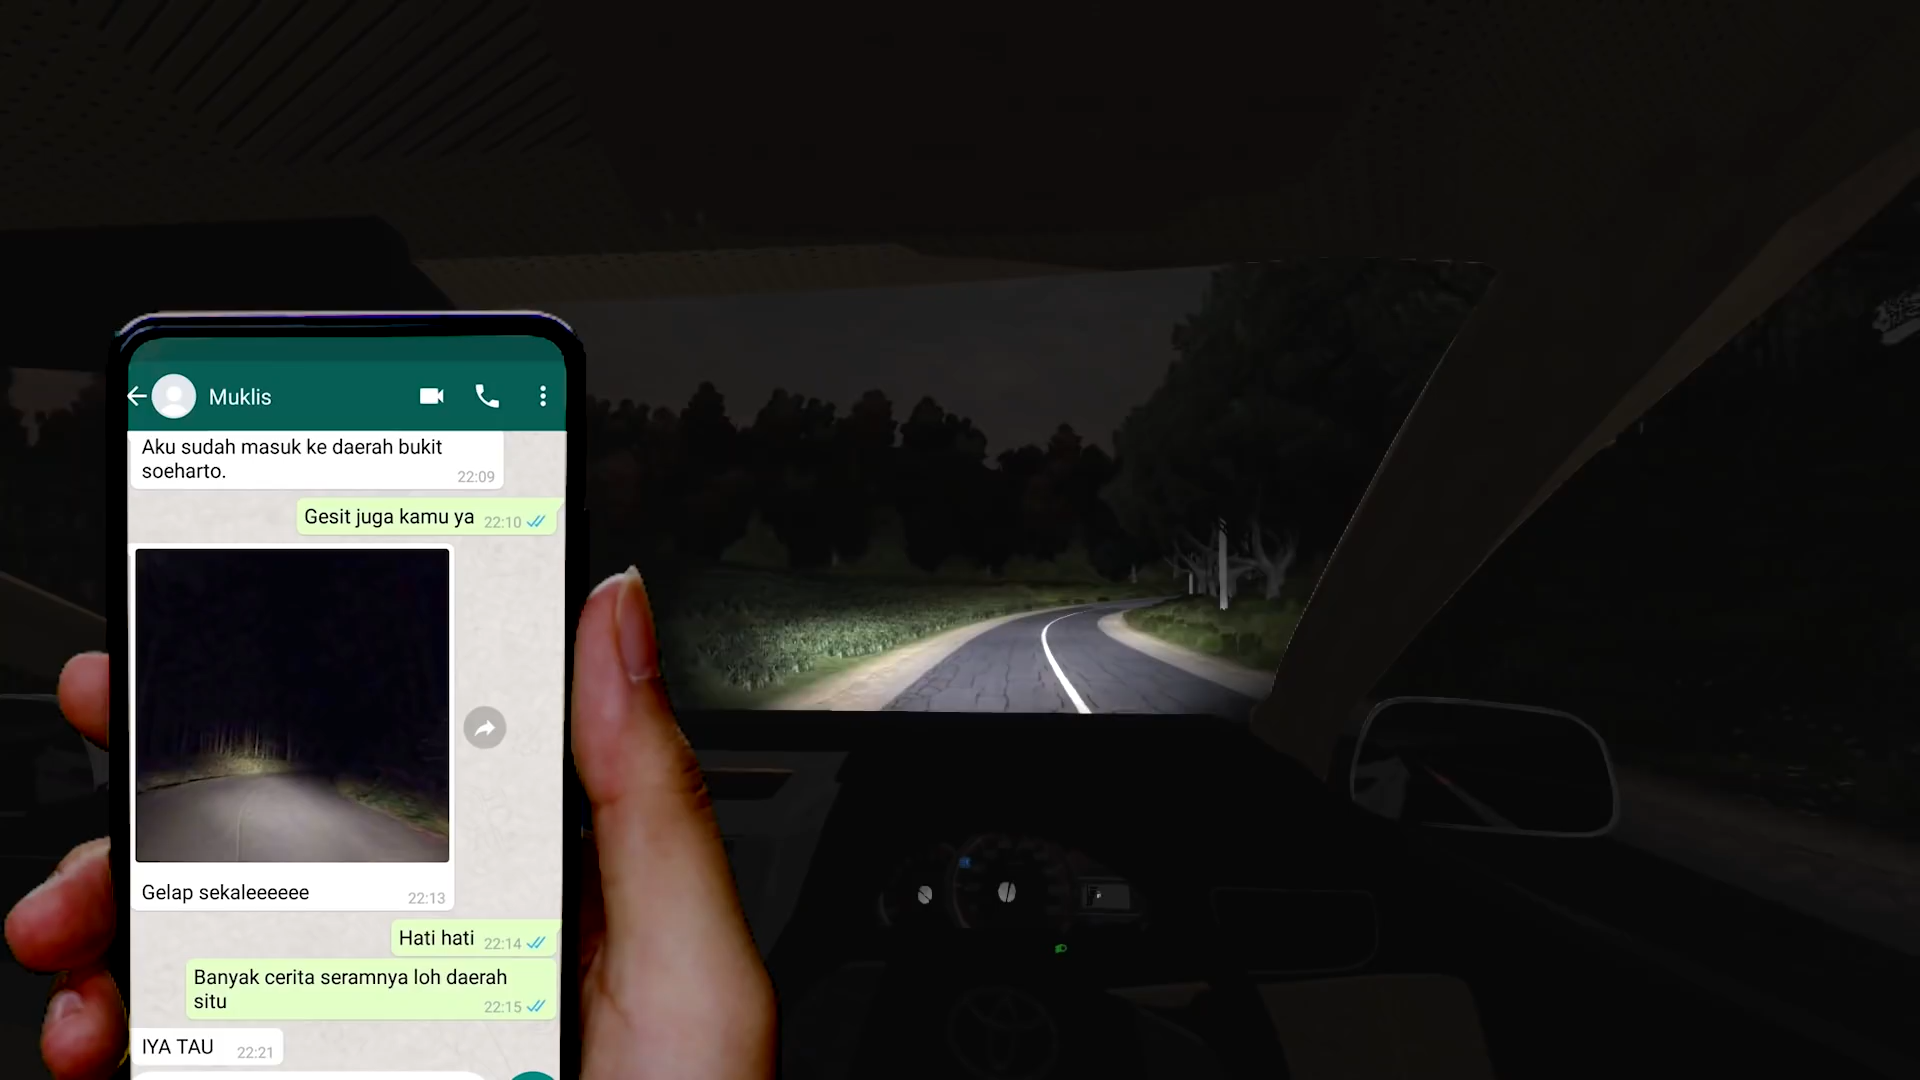 Muklis
Aku sudah masuk ke daerah bukit
soeharto.
22:09
Gesit juga kamu ya 22:10
Gelap sekaleeeeee
22:13
Hati hati 22:14
Banyak cerita seramnya loh daerah
situ
22:15
IYA TAU 22:21